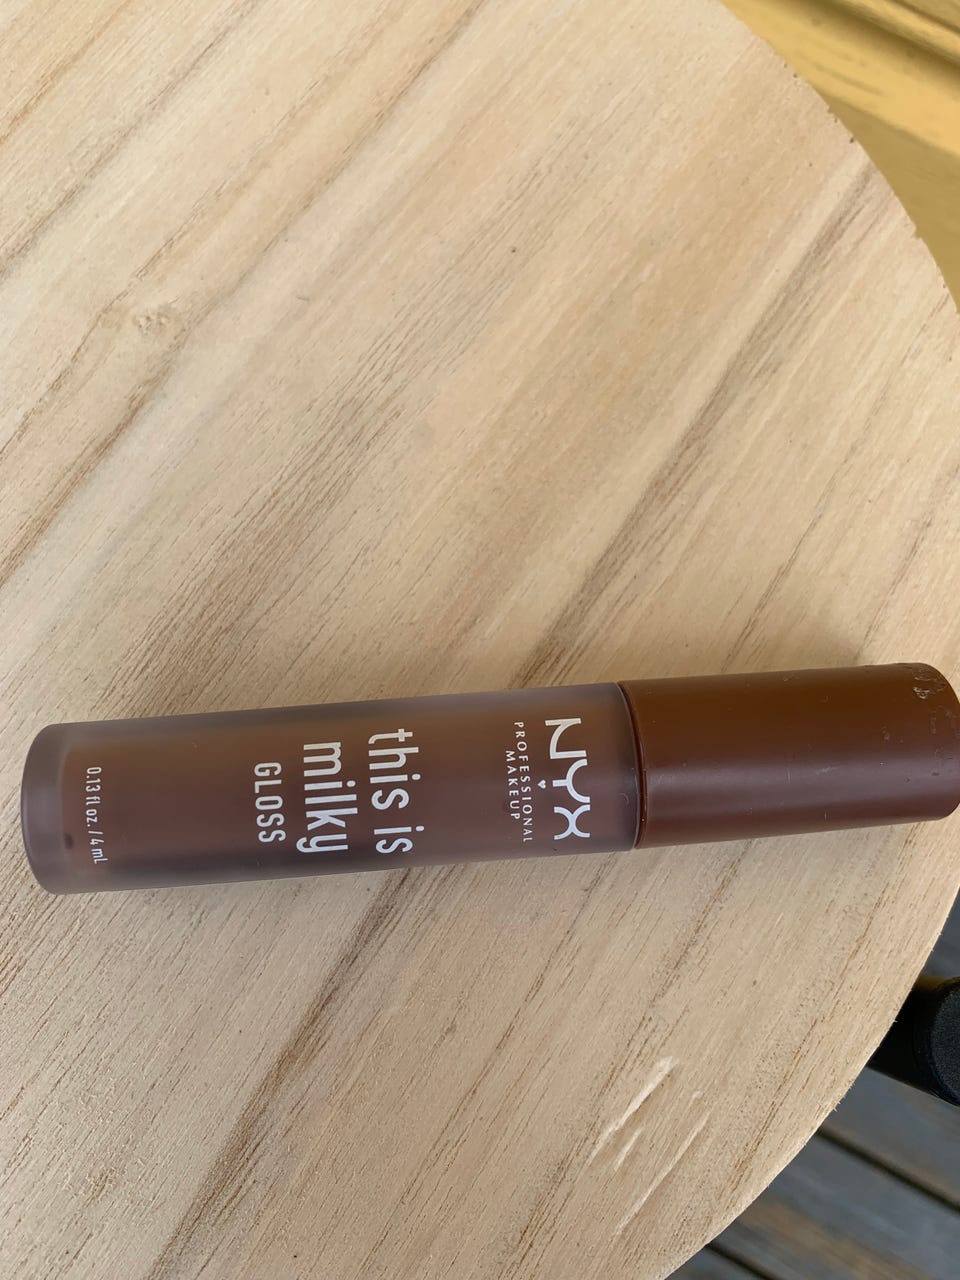 NYX
PROFESSIONAL
MAKEUP
this is
milky
GLOSS
0.13 fl oz. / 4 mL